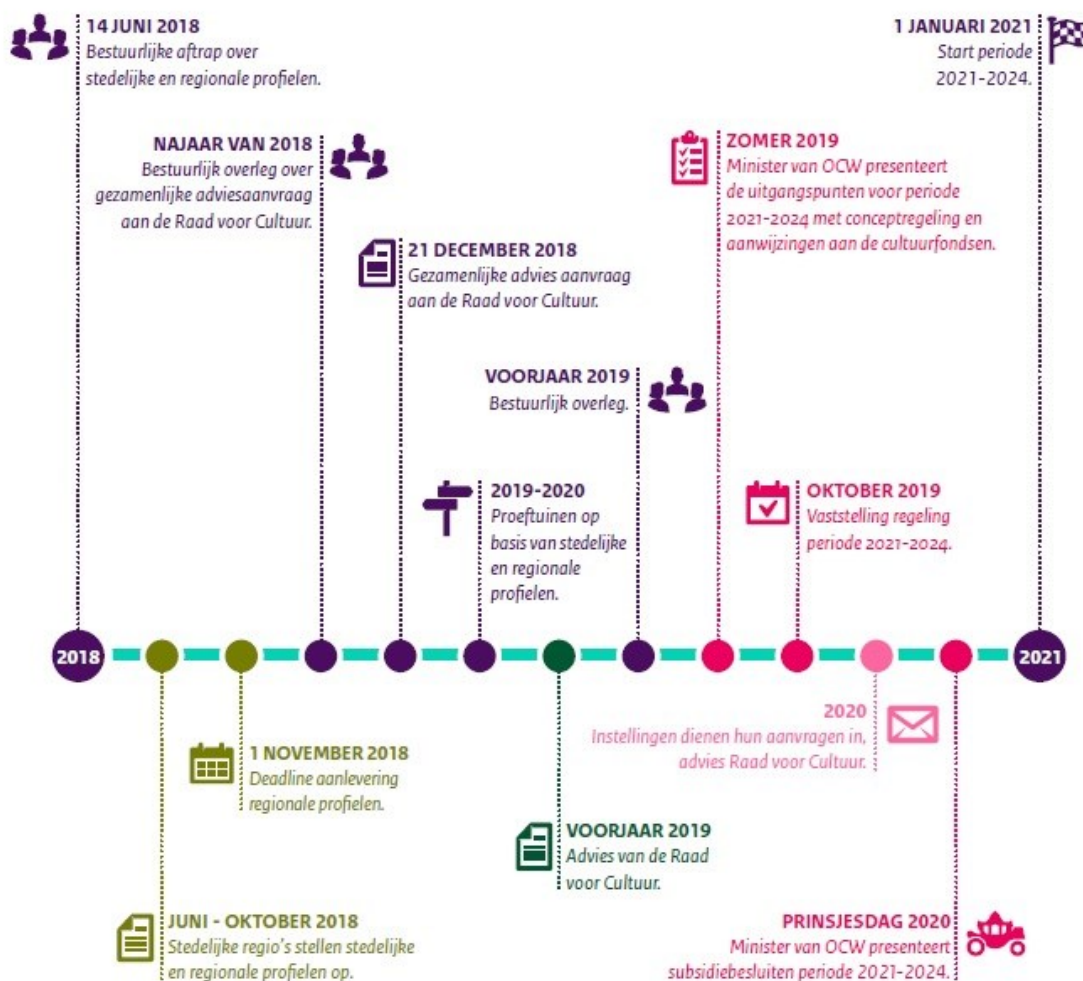 14 JUNI 2018
Bestuurlijke aftrap over
stedelijke en regionale profielen.
1 JANUARI 2021
Start periode
2021-2024.
NAJAAR VAN 2018
Bestuurlijk overleg over
gezamenlijke adviesaanvraag
aan de Raad voor Cultuur.
ZOMER 2019
Minister van OCW presenteert
de uitgangspunten voor periode
2021-2024 met conceptregeling en
aanwijzingen aan de cultuurfondsen.
21 DECEMBER 2018
Gezamenlijke advies aanvraag
aan de Raad voor Cultuur.
VOORJAAR 2019
Bestuurlijk overleg.
2019-2020
Proeftuinen op
basis van stedelijke
en regionale
profielen.
OKTOBER 2019
Vaststelling regeling
periode 2021-2024.
2018
2021
2020
Instellingen dienen hun aanvragen in,
advies Raad voor Cultuur.
1 NOVEMBER 2018
Deadline aanlevering
regionale profielen.
VOORJAAR 2019
Advies van de Raad
voor Cultuur.
JUNI - OKTOBER 2018
Stedelijke regio's stellen stedelijke
en regionale profielen op.
PRINSJESDAG 2020
Minister van OCW presenteert
subsidiebesluiten periode 2021-2024.